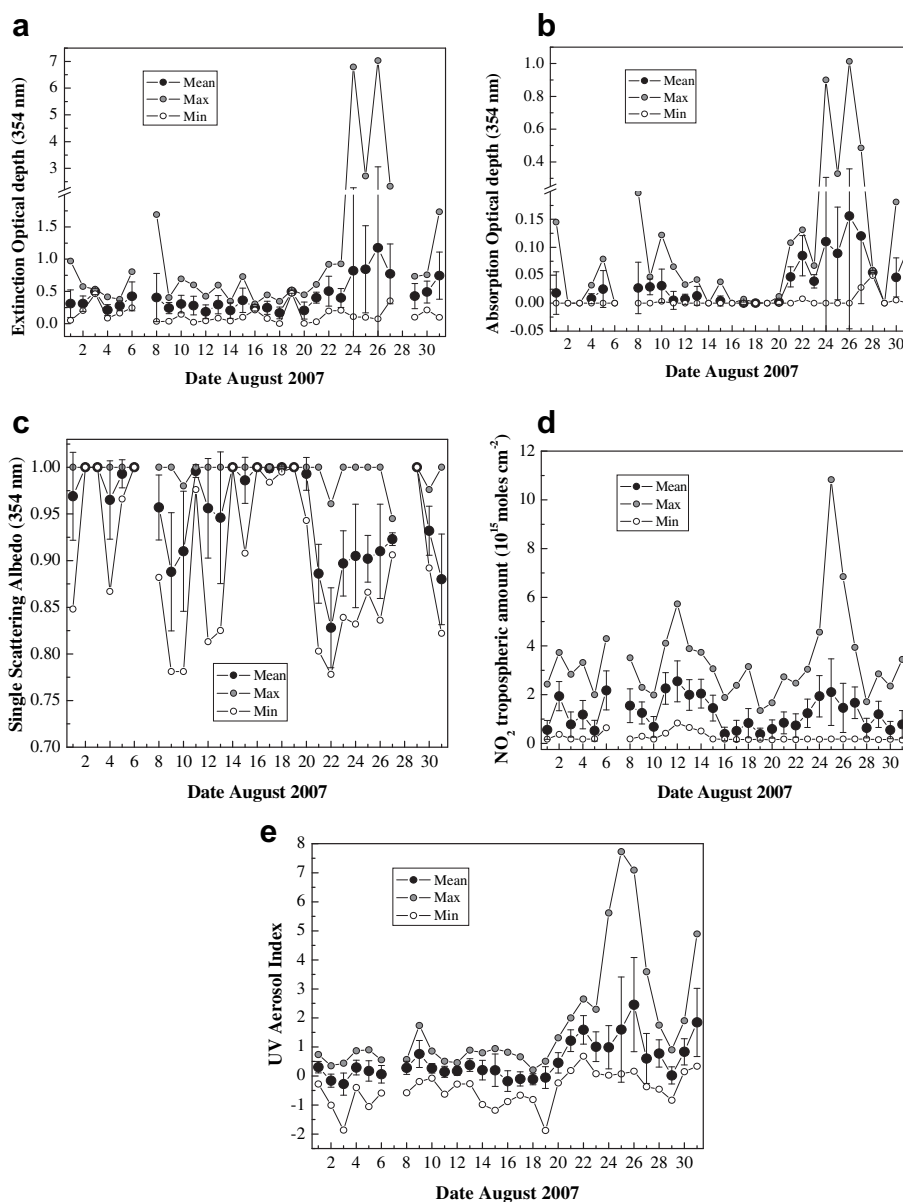 a
Extinction Optical depth (354 nm)
7
6
5
4
3
1.5
1.0
0.5
0.0
Mean
Max
Min
2 4 6 8 10 12 14 16 18 20 22 24 26 28 30
Date August 2007
b
Absorption Optical depth (354 nm)
1.0
0.8
0.6
0.4
0.15
0.10
0.05
0.00
-0.05
Mean
Max
Min
2 4 6 8 10 12 14 16 18 20 22 24 26 28 30
Date August 2007
c
Single Scattering Albedo (354 nm)
1.00
0.95
0.90
0.85
0.80
0.75
0.70
Mean
Max
Min
2 4 6 8 10 12 14 16 18 20 22 24 26 28 30
Date August 2007
d
NO2 tropospheric amount (10^15 moles cm^-2)
12
10
8
6
4
2
0
Mean
Max
Min
2 4 6 8 10 12 14 16 18 20 22 24 26 28 30
Date August 2007
e
UV Aerosol Index
8
7
6
5
4
3
2
1
0
-1
-2
Mean
Max
Min
2 4 6 8 10 12 14 16 18 20 22 24 26 28 30
Date August 2007